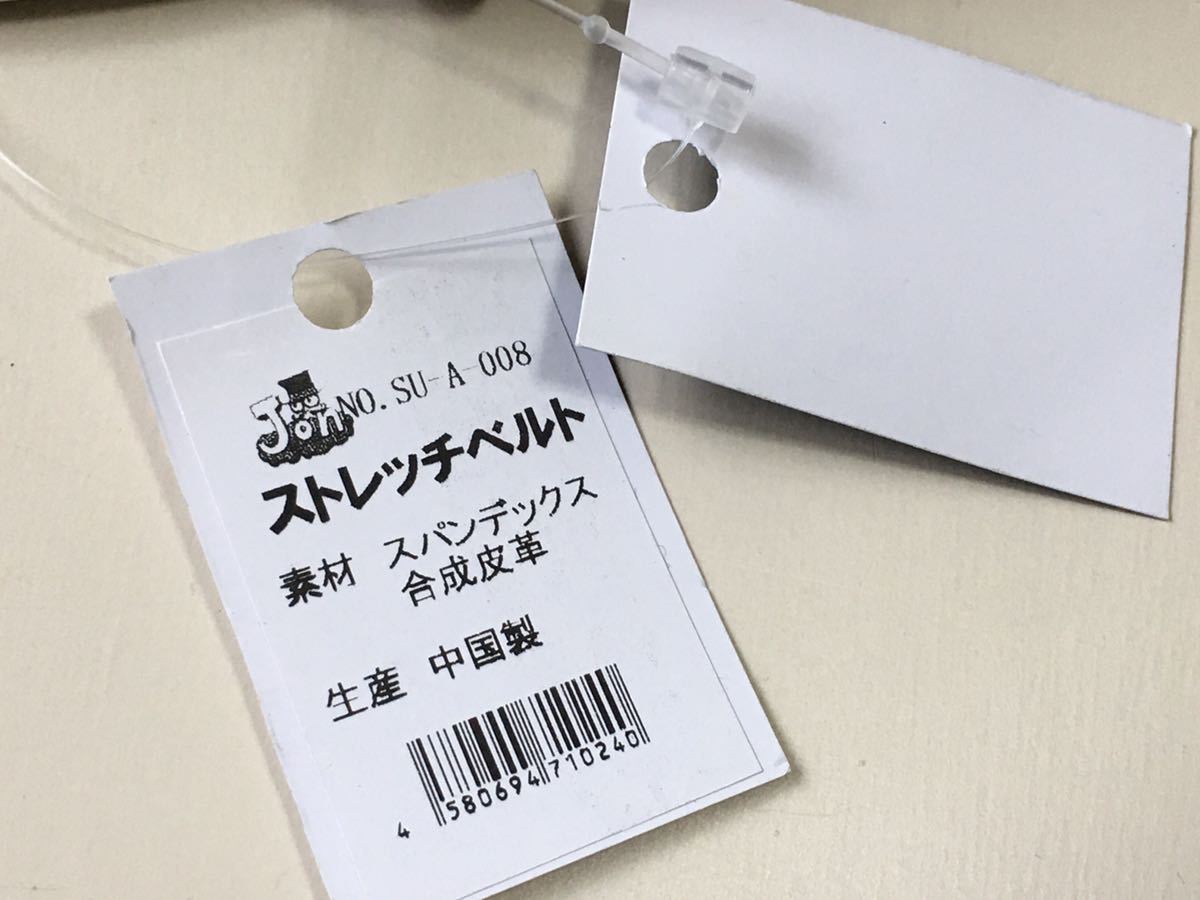 Jon NO. SU-A-008
ストレッチベルト
素材 スパンデックス
合成皮革
生産 中国製
4 580694 710240